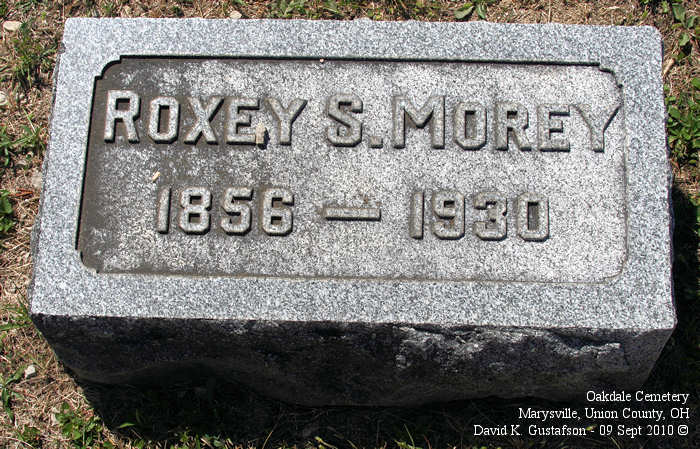 ROXEY S. MOREY
1856 — 1930
Oakdale Cemetery
Marysville, Union County, OH
David K. Gustafson - 09 Sept 2010 ©